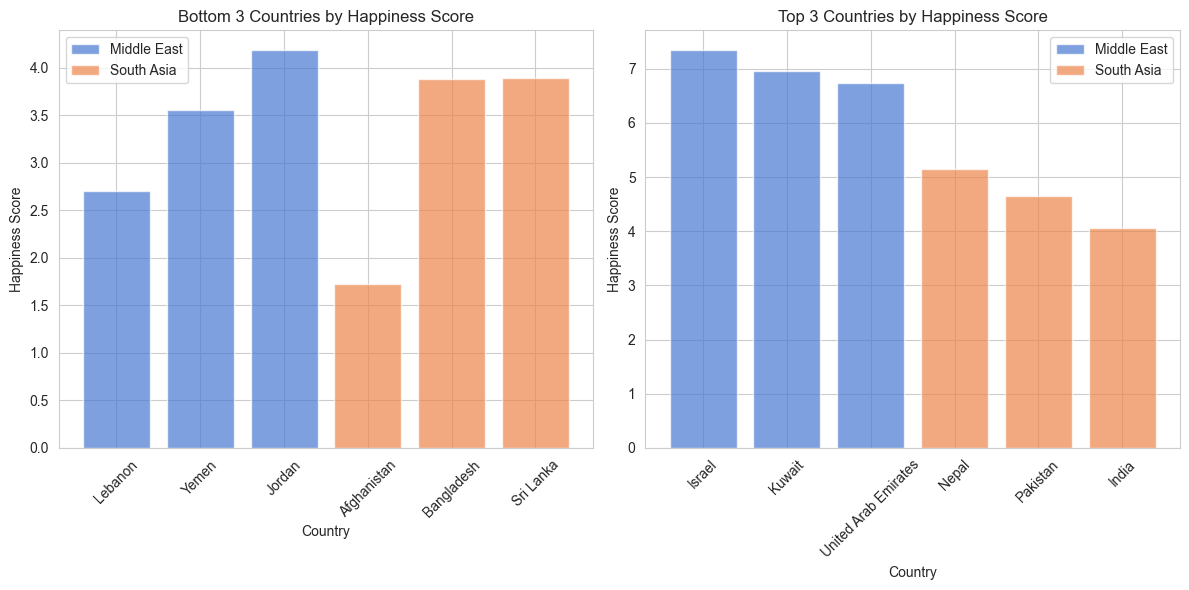 Bottom 3 Countries by Happiness Score
Middle East
South Asia
Happiness Score
4.0
3.5
3.0
2.5
2.0
1.5
1.0
0.5
0.0
Lebanon
Yemen
Jordan
Afghanistan
Bangladesh
Sri Lanka
Country
Top 3 Countries by Happiness Score
Middle East
South Asia
Happiness Score
7
6
5
4
3
2
1
0
Israel
Kuwait
United Arab Emirates
Nepal
Pakistan
India
Country